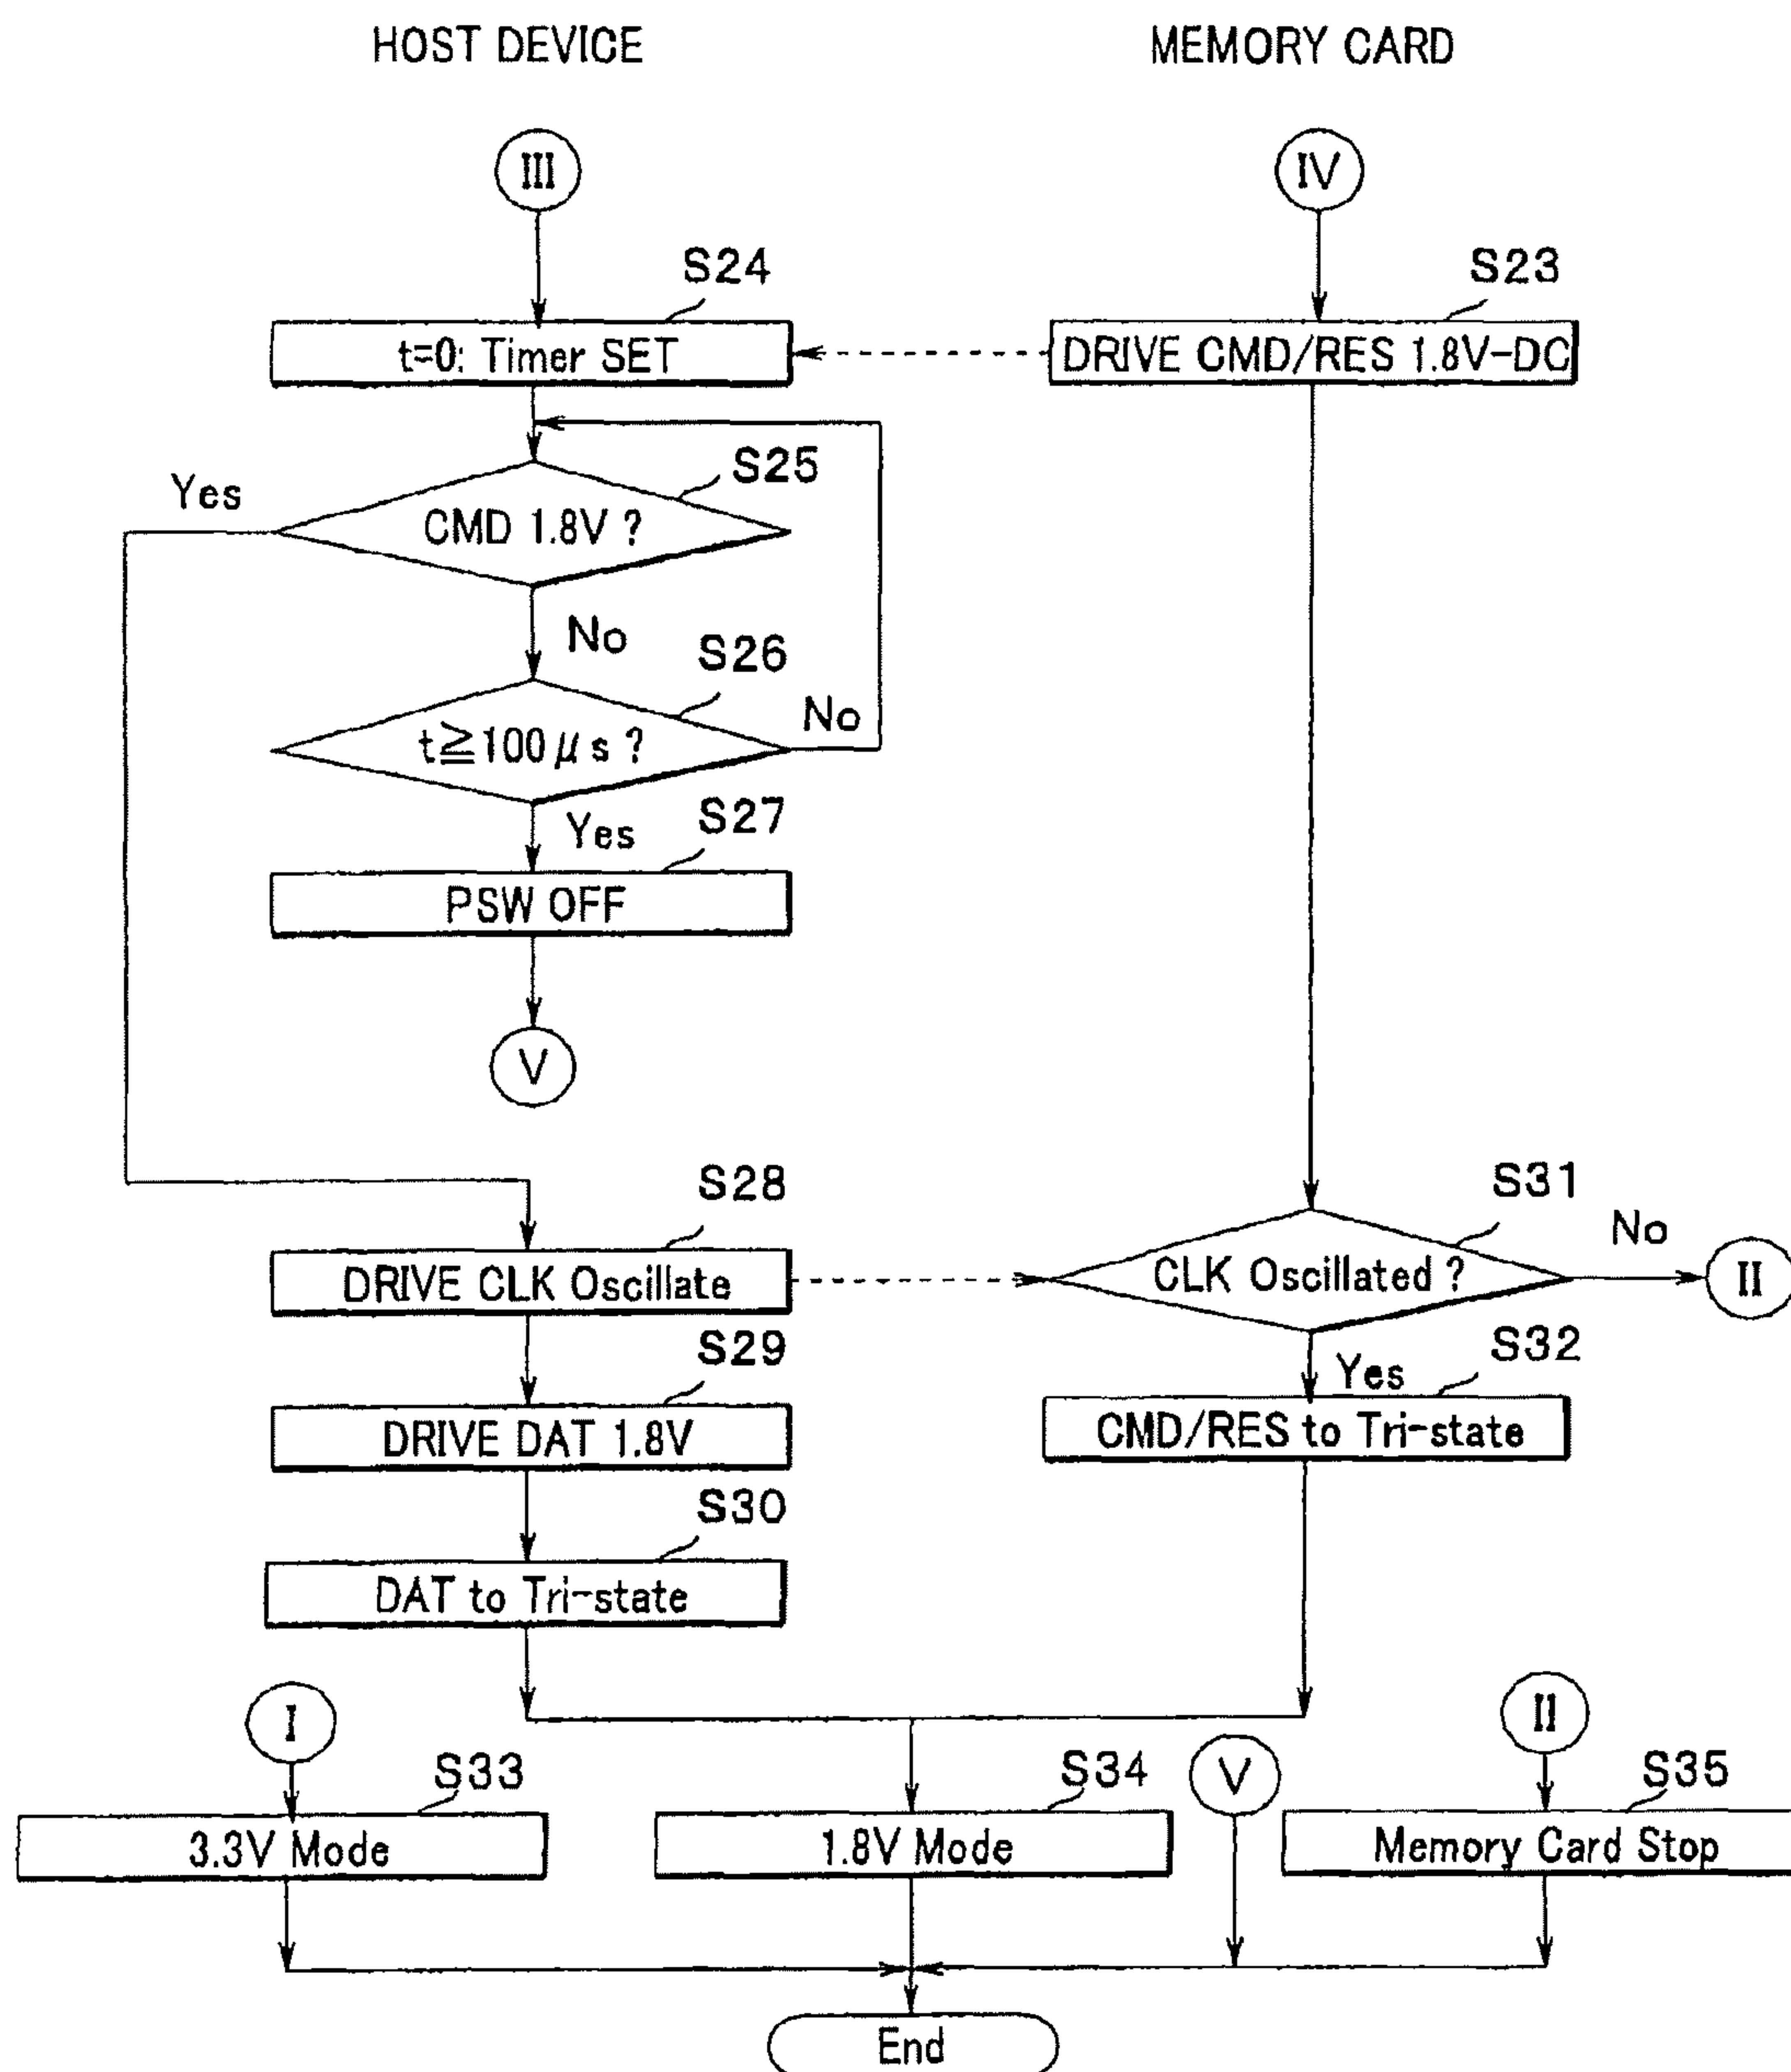 HOST DEVICE
MEMORY CARD
III
IV
S24
S23
t=0: Timer SET
DRIVE CMD/RES 1.8V-DC
S25
Yes
CMD 1.8V ?
No
S26
No
t≧100μs ?
Yes
S27
PSW OFF
V
S28
S31
No
DRIVE CLK Oscillate
CLK Oscillated ?
II
S29
S32
Yes
DRIVE DAT 1.8V
CMD/RES to Tri-state
S30
DAT to Tri-state
I
II
V
S33
S34
S35
3.3V Mode
1.8V Mode
Memory Card Stop
End